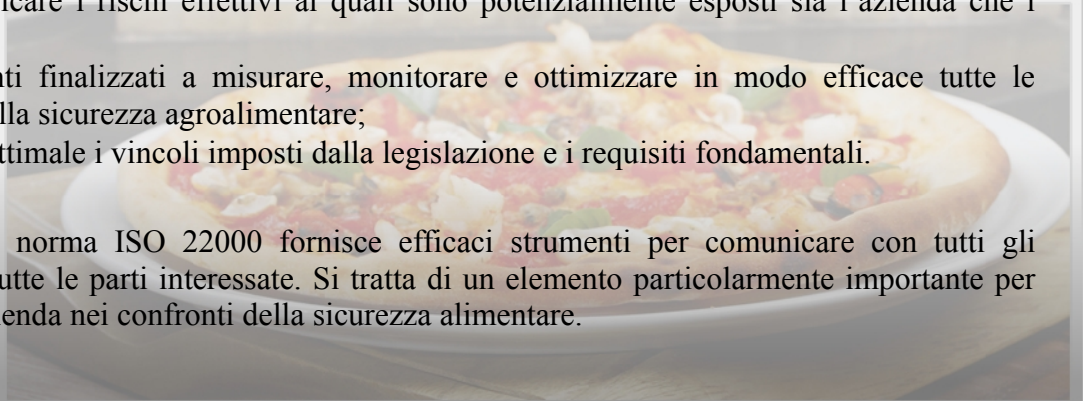 care i rischi effettivi ai quali sono potenzialmente esposti sia l'azienda che i
nti finalizzati a misurare, monitorare e ottimizzare in modo efficace tutte le
lla sicurezza agroalimentare;
ttimale i vincoli imposti dalla legislazione e i requisiti fondamentali.
norma ISO 22000 fornisce efficaci strumenti per comunicare con tutti gli
utte le parti interessate. Si tratta di un elemento particolarmente importante per
enda nei confronti della sicurezza alimentare.